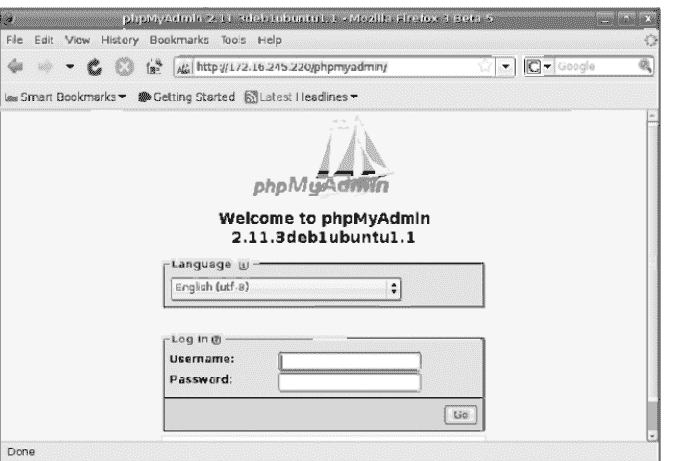 phpMyAdmin 2.11.3deb1ubuntu1.1 - Mozilla Firefox 3 Beta 5
File Edit View History Bookmarks Tools Help
http://172.16.245.220/phpmyadmin/
Google
Smart Bookmarks Getting Started Latest Headlines
phpMyAdmin
Welcome to phpMyAdmin
2.11.3deb1ubuntu1.1
Language
English (utf-8)
Log in
Username:
Password:
Go
Done